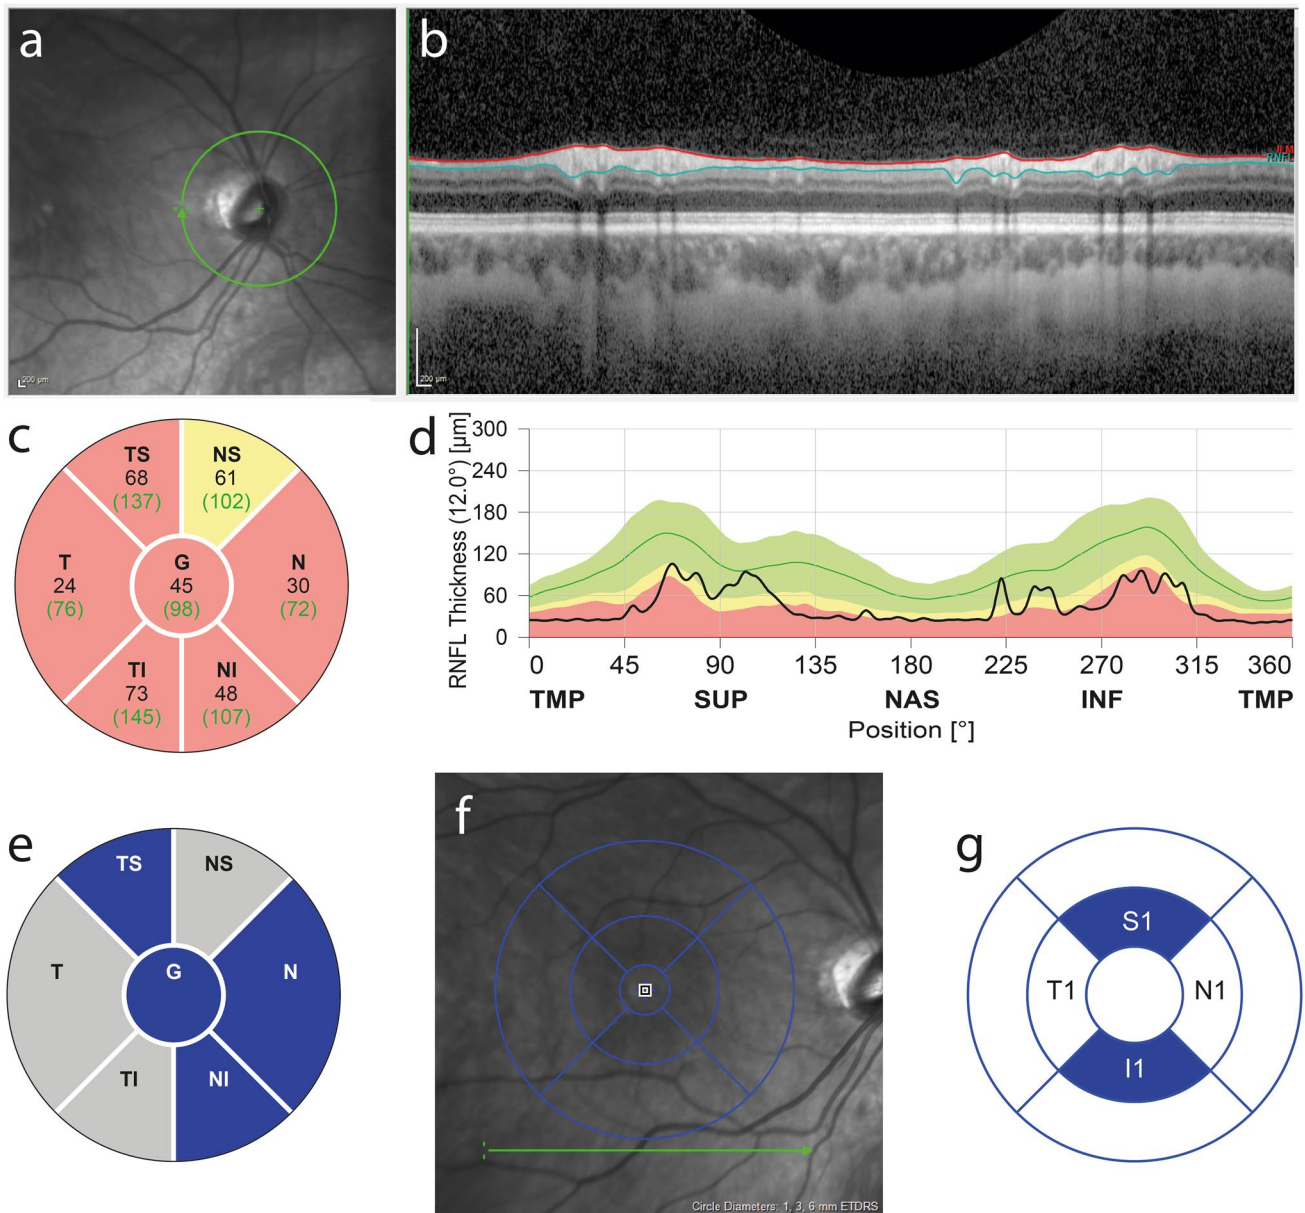 a
200 µm
b
ILM
RNFL
200 µm
c
TS
68
(137)
NS
61
(102)
T
24
(76)
G
45
(98)
N
30
(72)
TI
73
(145)
NI
48
(107)
d
RNFL Thickness (12.0°) [µm]
300
240
180
120
60
0
0 45 90 135 180 225 270 315 360
TMP SUP NAS INF TMP
Position [°]
e
TS
NS
T
G
N
TI
NI
f
Circle Diameters: 1, 3, 6 mm ETDRS
g
S1
T1
N1
I1